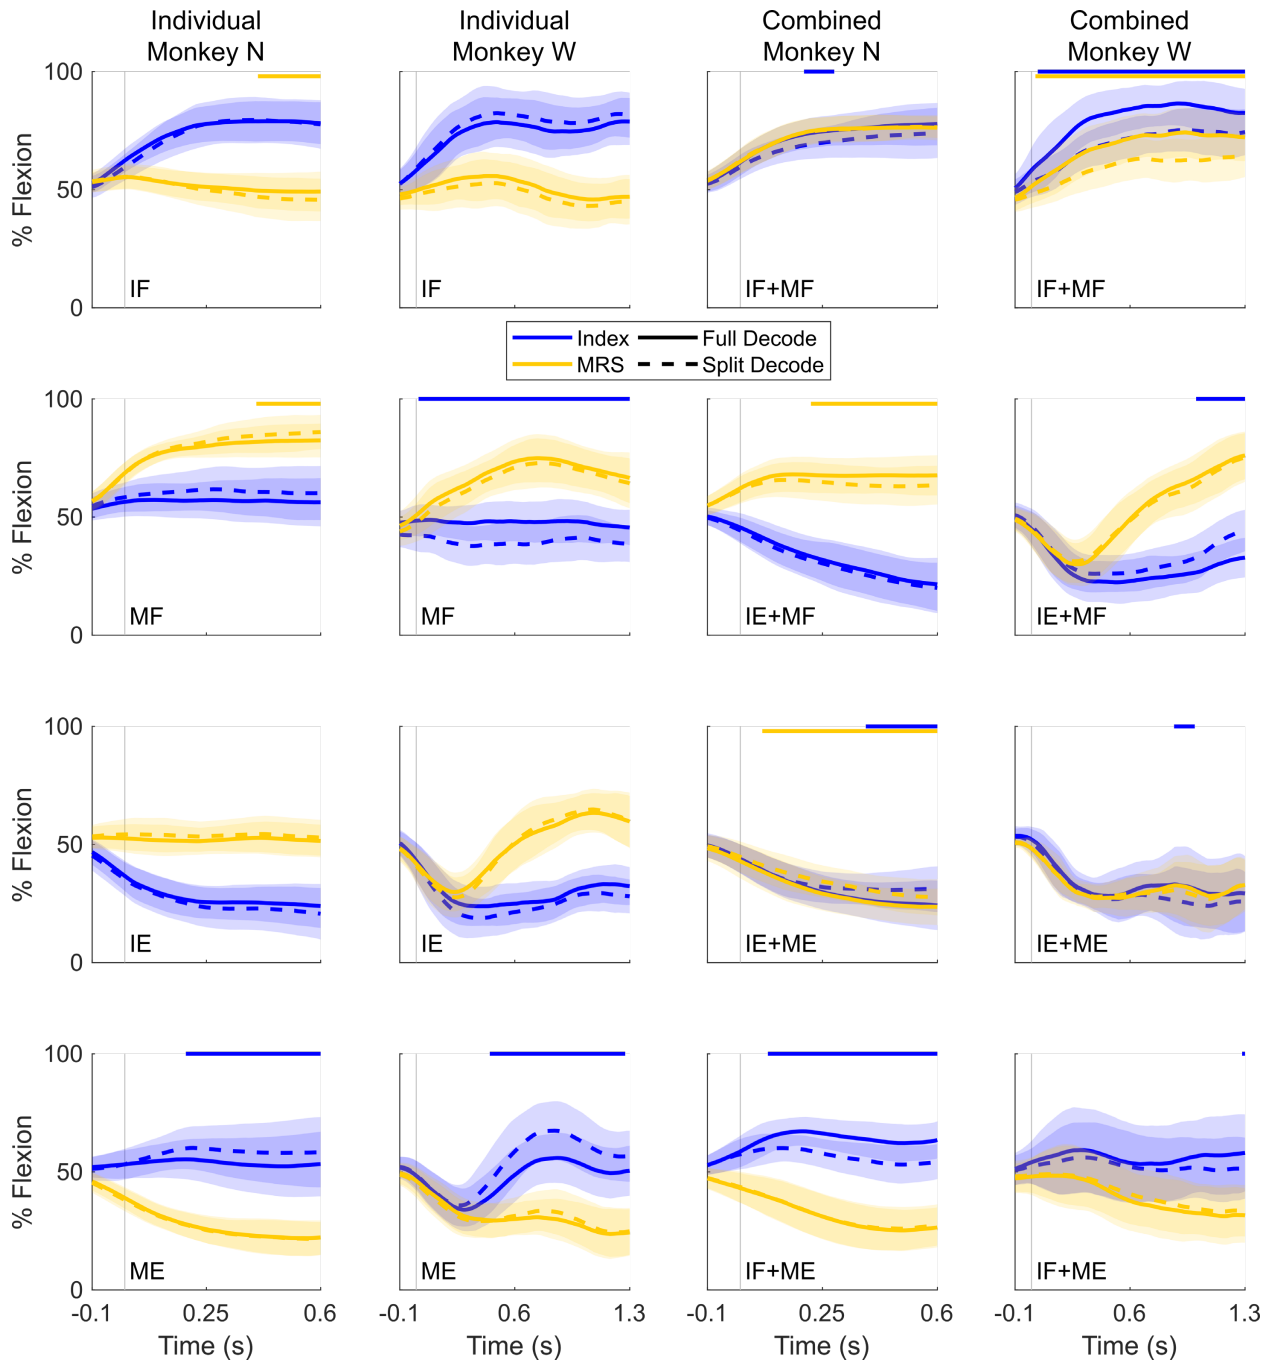 Individual Monkey N
Individual Monkey W
Combined Monkey N
Combined Monkey W
% Flexion
100
50
0
IF
IF
IF+MF
IF+MF
Index
Full Decode
MRS
Split Decode
% Flexion
100
50
0
MF
MF
IE+MF
IE+MF
% Flexion
100
50
0
IE
IE
IE+ME
IE+ME
% Flexion
100
50
0
ME
ME
IF+ME
IF+ME
-0.1 0.25 0.6
-0.1 0.6 1.3
-0.1 0.25 0.6
-0.1 0.6 1.3
Time (s)
Time (s)
Time (s)
Time (s)